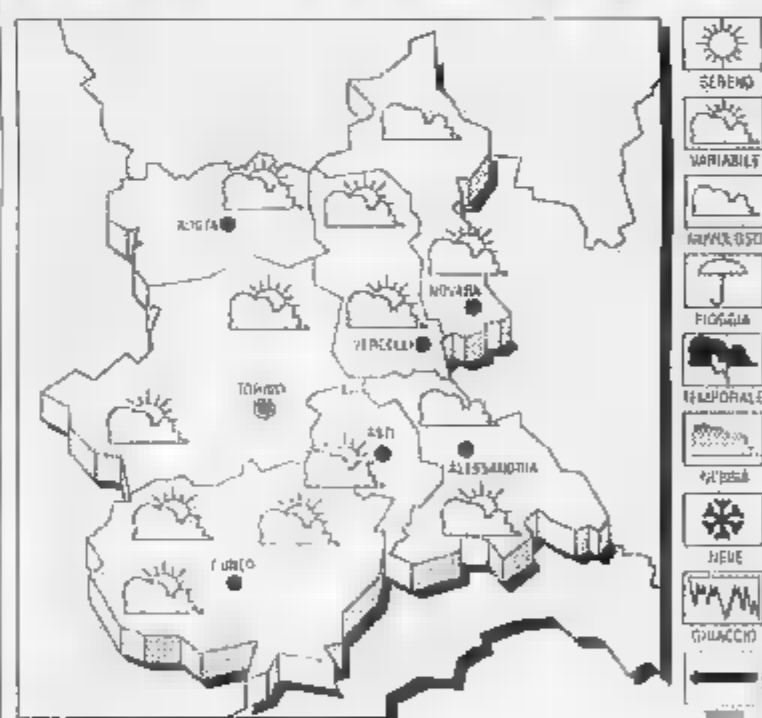 SERENO
VARIABILE
NUVOLOSO
PIOGGIA
TEMPORALE
NEBBIA
NEVE
GHIACCIO
AOSTA
NOVARA
VERCELLI
TORINO
ASTI
ALESSANDRIA
CUNEO